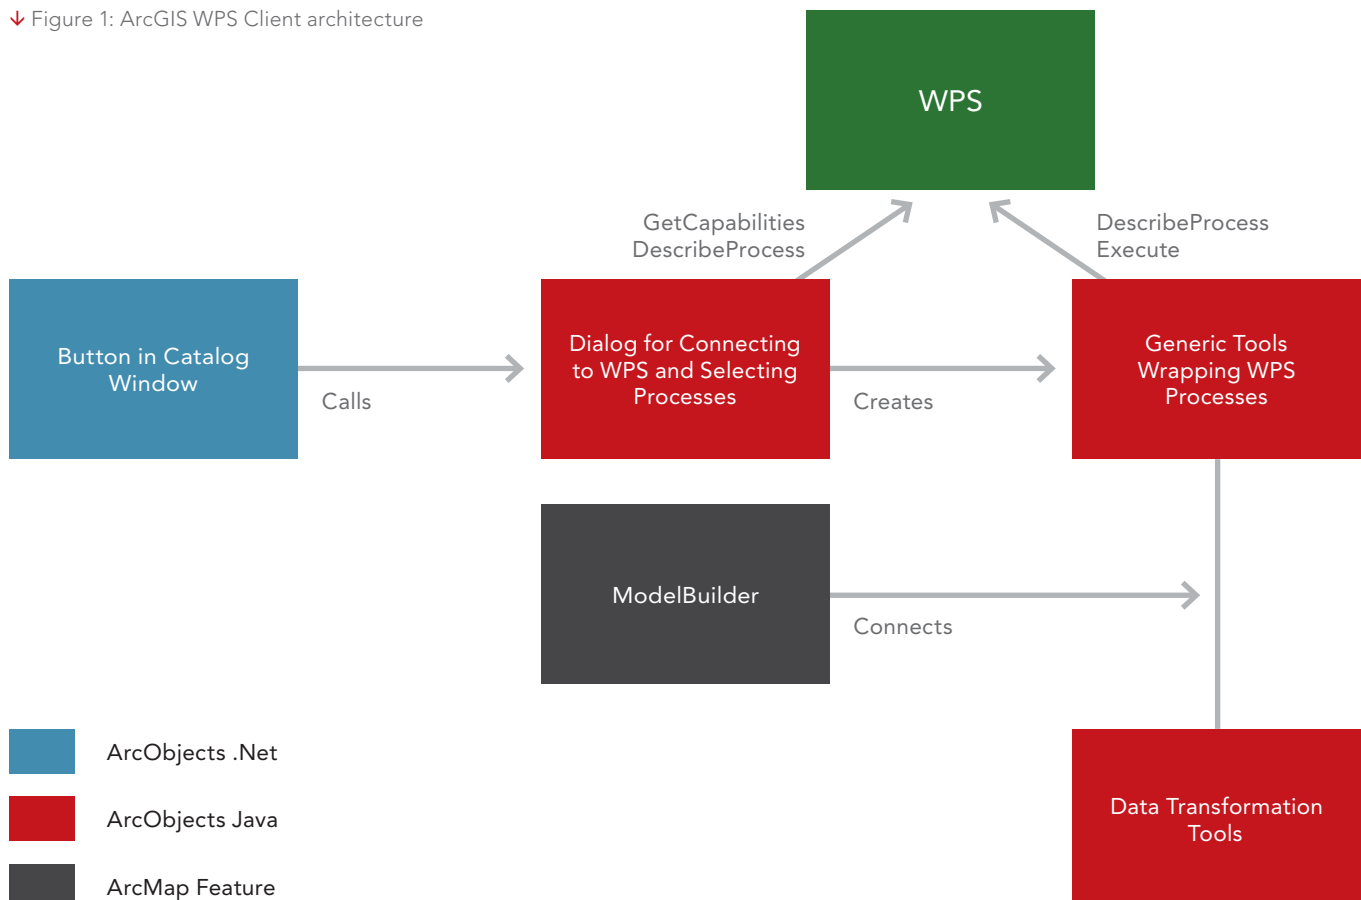 Figure 1: ArcGIS WPS Client architecture
WPS
GetCapabilities
DescribeProcess
DescribeProcess
Execute
Button in Catalog
Window
Calls
Dialog for Connecting
to WPS and Selecting
Processes
Creates
Generic Tools
Wrapping WPS
Processes
ModelBuilder
Connects
ArcObjects .Net
ArcObjects Java
ArcMap Feature
Data Transformation
Tools